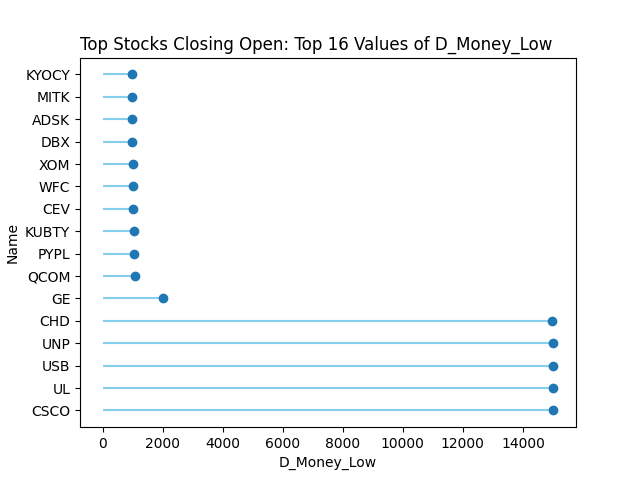 Top Stocks Closing Open: Top 16 Values of D_Money_Low
KYOCY
MITK
ADSK
DBX
XOM
WFC
CEV
KUBTY
PYPL
QCOM
GE
CHD
UNP
USB
UL
CSCO
Name
0 2000 4000 6000 8000 10000 12000 14000
D_Money_Low